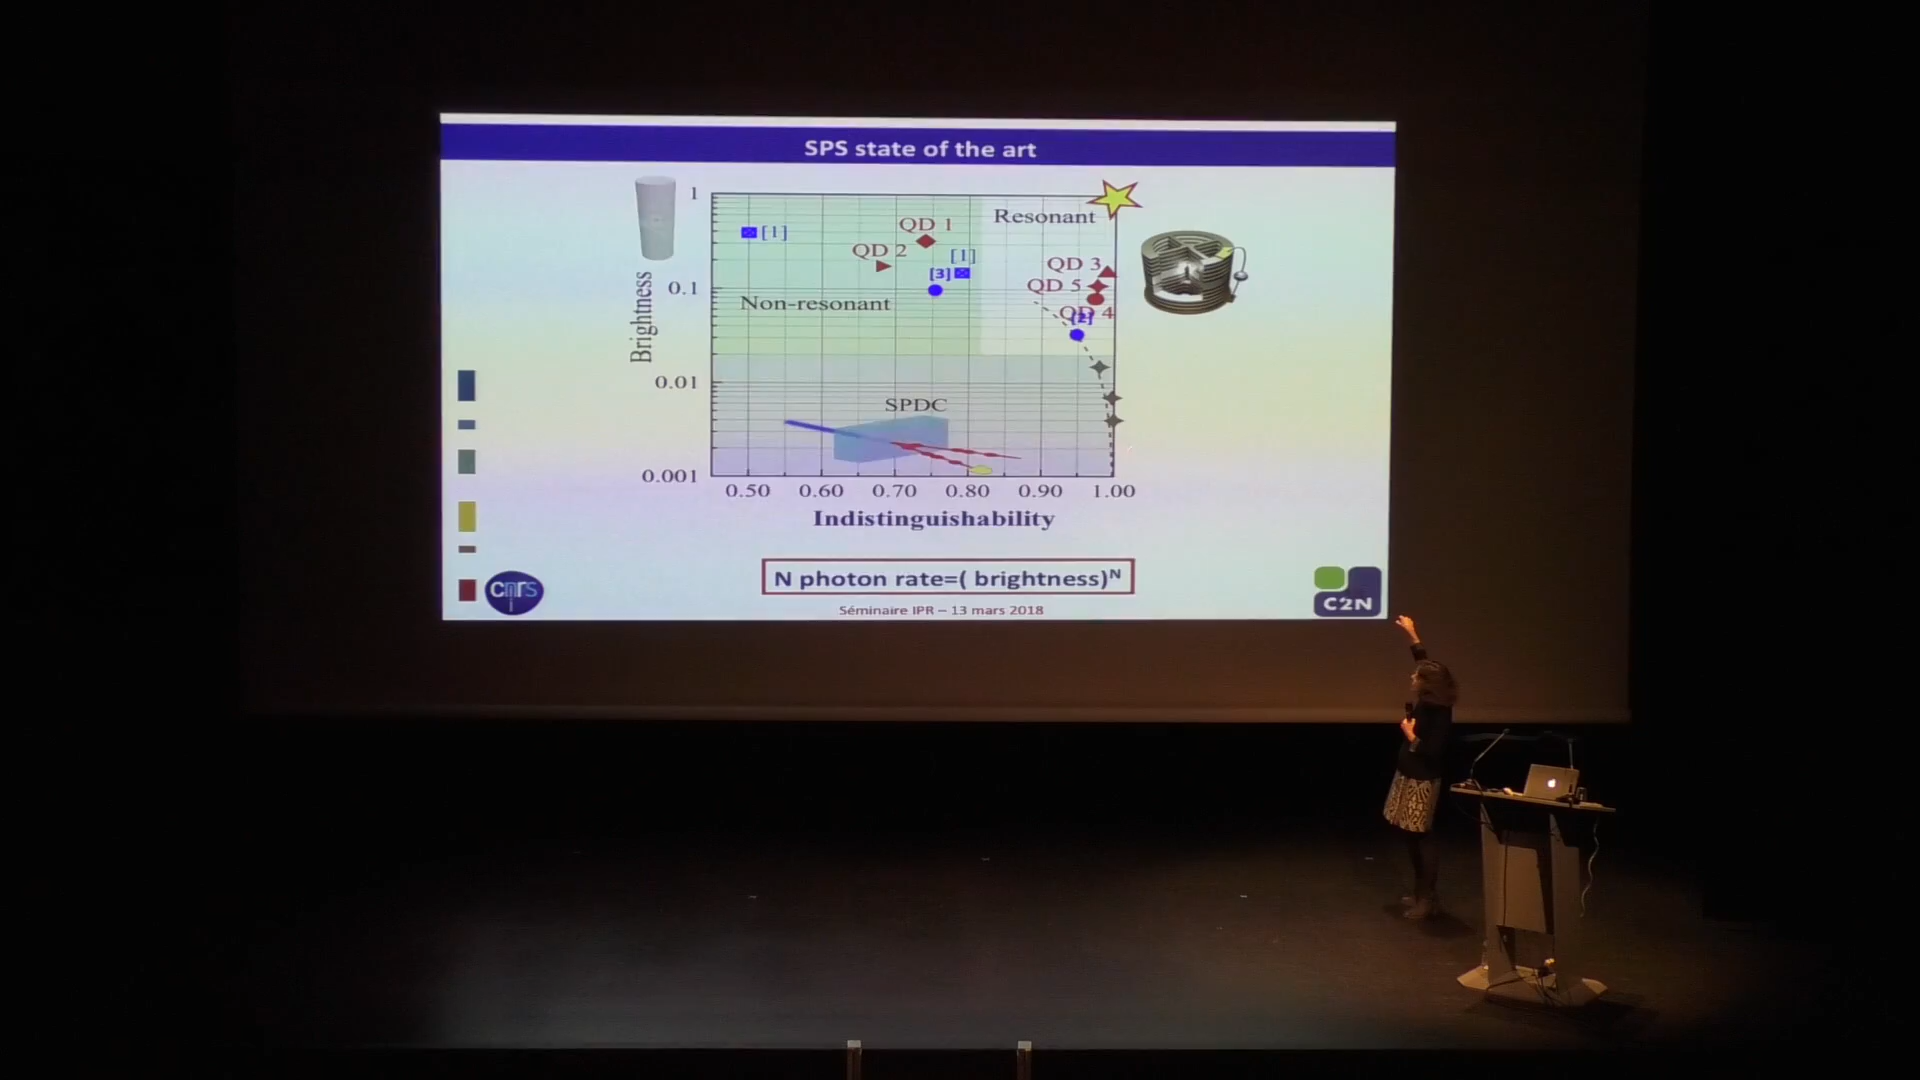 SPS state of the art
1
Resonant
QD 1
[1]
QD 2
[1]
[3]
QD 3
QD 5
0.1
Non-resonant
QD 4
[2]
Brightness
0.01
SPDC
0.001
0.50 0.60 0.70 0.80 0.90 1.00
Indistinguishability
N photon rate=( brightness)ᴺ
cnrs
C2N
Séminaire IPR – 13 mars 2018